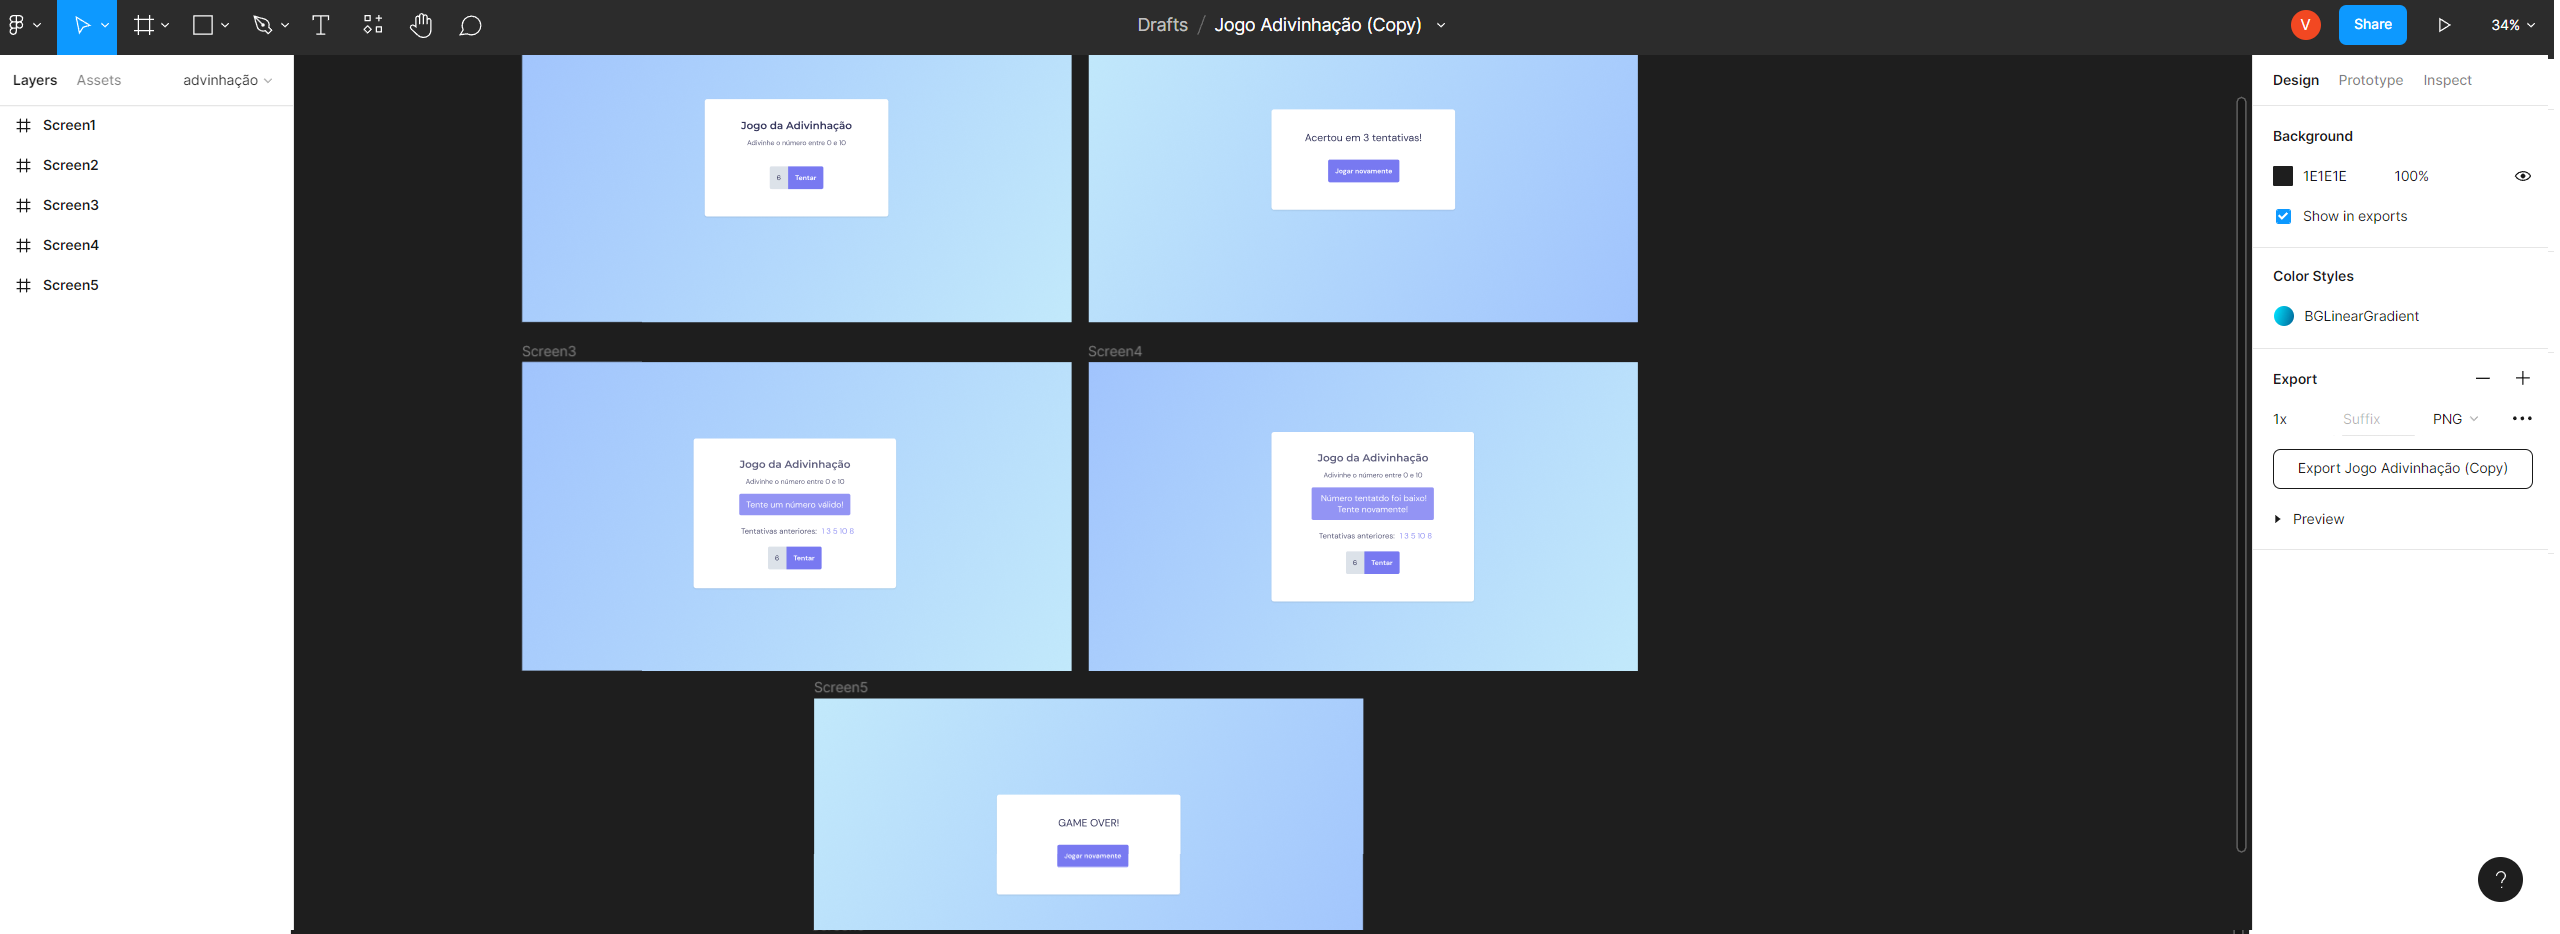 Drafts / Jogo Adivinhação (Copy)
V
Share
34%
Layers
Assets
advinhação
Screen1
Screen2
Screen3
Screen4
Screen5
Jogo da Adivinhação
Adivinhe o número entre 0 e 10
6
Tentar
Acertou em 3 tentativas!
Jogar novamente
Screen3
Jogo da Adivinhação
Adivinhe o número entre 0 e 10
Tente um número válido!
Tentativas anteriores: 1 3 5 10 8
6
Tentar
Screen4
Jogo da Adivinhação
Adivinhe o número entre 0 e 10
Número tentatdo foi baixo!
Tente novamente!
Tentativas anteriores: 1 3 5 10 8
6
Tentar
Screen5
GAME OVER!
Jogar novamente
Design
Prototype
Inspect
Background
1E1E1E
100%
Show in exports
Color Styles
BGLinearGradient
Export
1x
Suffix
PNG
Export Jogo Adivinhação (Copy)
Preview
?